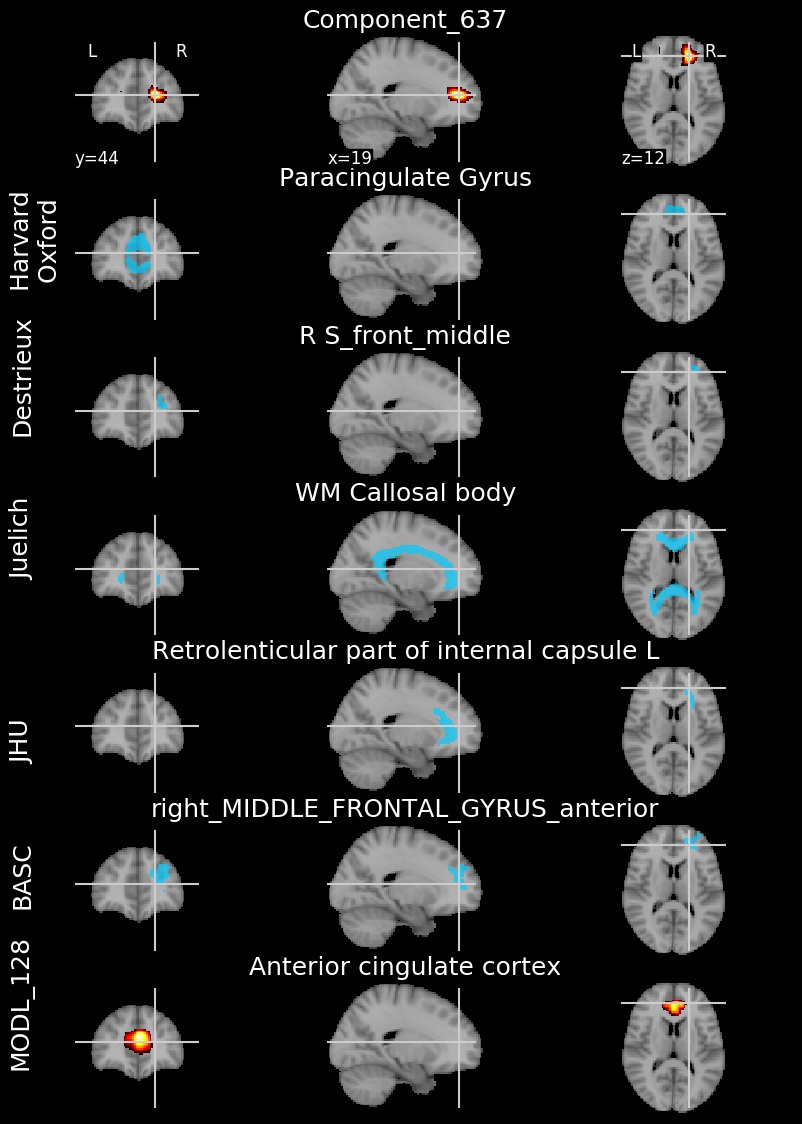 Component_637
L R
L R
y=44
x=19
z=12
Paracingulate Gyrus
Harvard
Oxford
R S_front_middle
Destrieux
WM Callosal body
Juelich
Retrolenticular part of internal capsule L
JHU
right_MIDDLE_FRONTAL_GYRUS_anterior
BASC
Anterior cingulate cortex
MODL_128